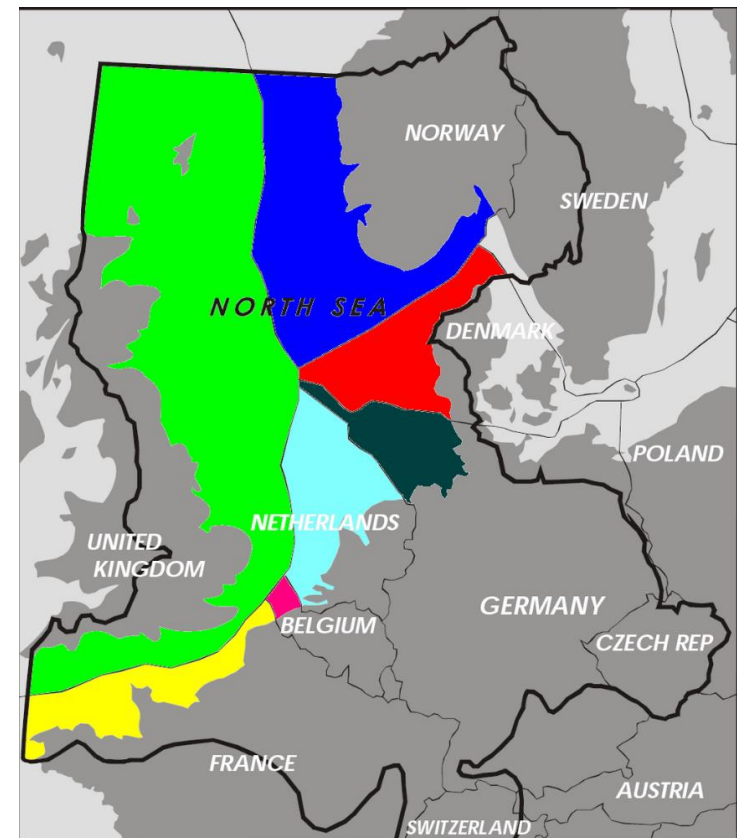 NORWAY
SWEDEN
NORTH SEA
DENMARK
POLAND
NETHERLANDS
UNITED
KINGDOM
GERMANY
BELGIUM
CZECH REP
FRANCE
AUSTRIA
SWITZERLAND